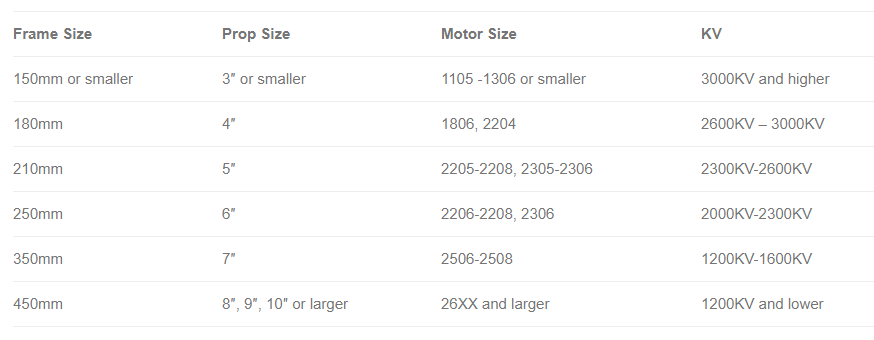 Frame Size Prop Size Motor Size KV
150mm or smaller 3″ or smaller 1105 -1306 or smaller 3000KV and higher
180mm 4″ 1806, 2204 2600KV – 3000KV
210mm 5″ 2205-2208, 2305-2306 2300KV-2600KV
250mm 6″ 2206-2208, 2306 2000KV-2300KV
350mm 7″ 2506-2508 1200KV-1600KV
450mm 8″, 9″, 10″ or larger 26XX and larger 1200KV and lower